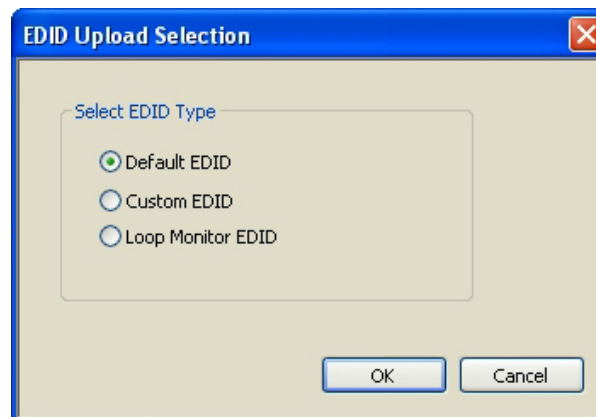 EDID Upload Selection
Select EDID Type
Default EDID
Custom EDID
Loop Monitor EDID
OK
Cancel